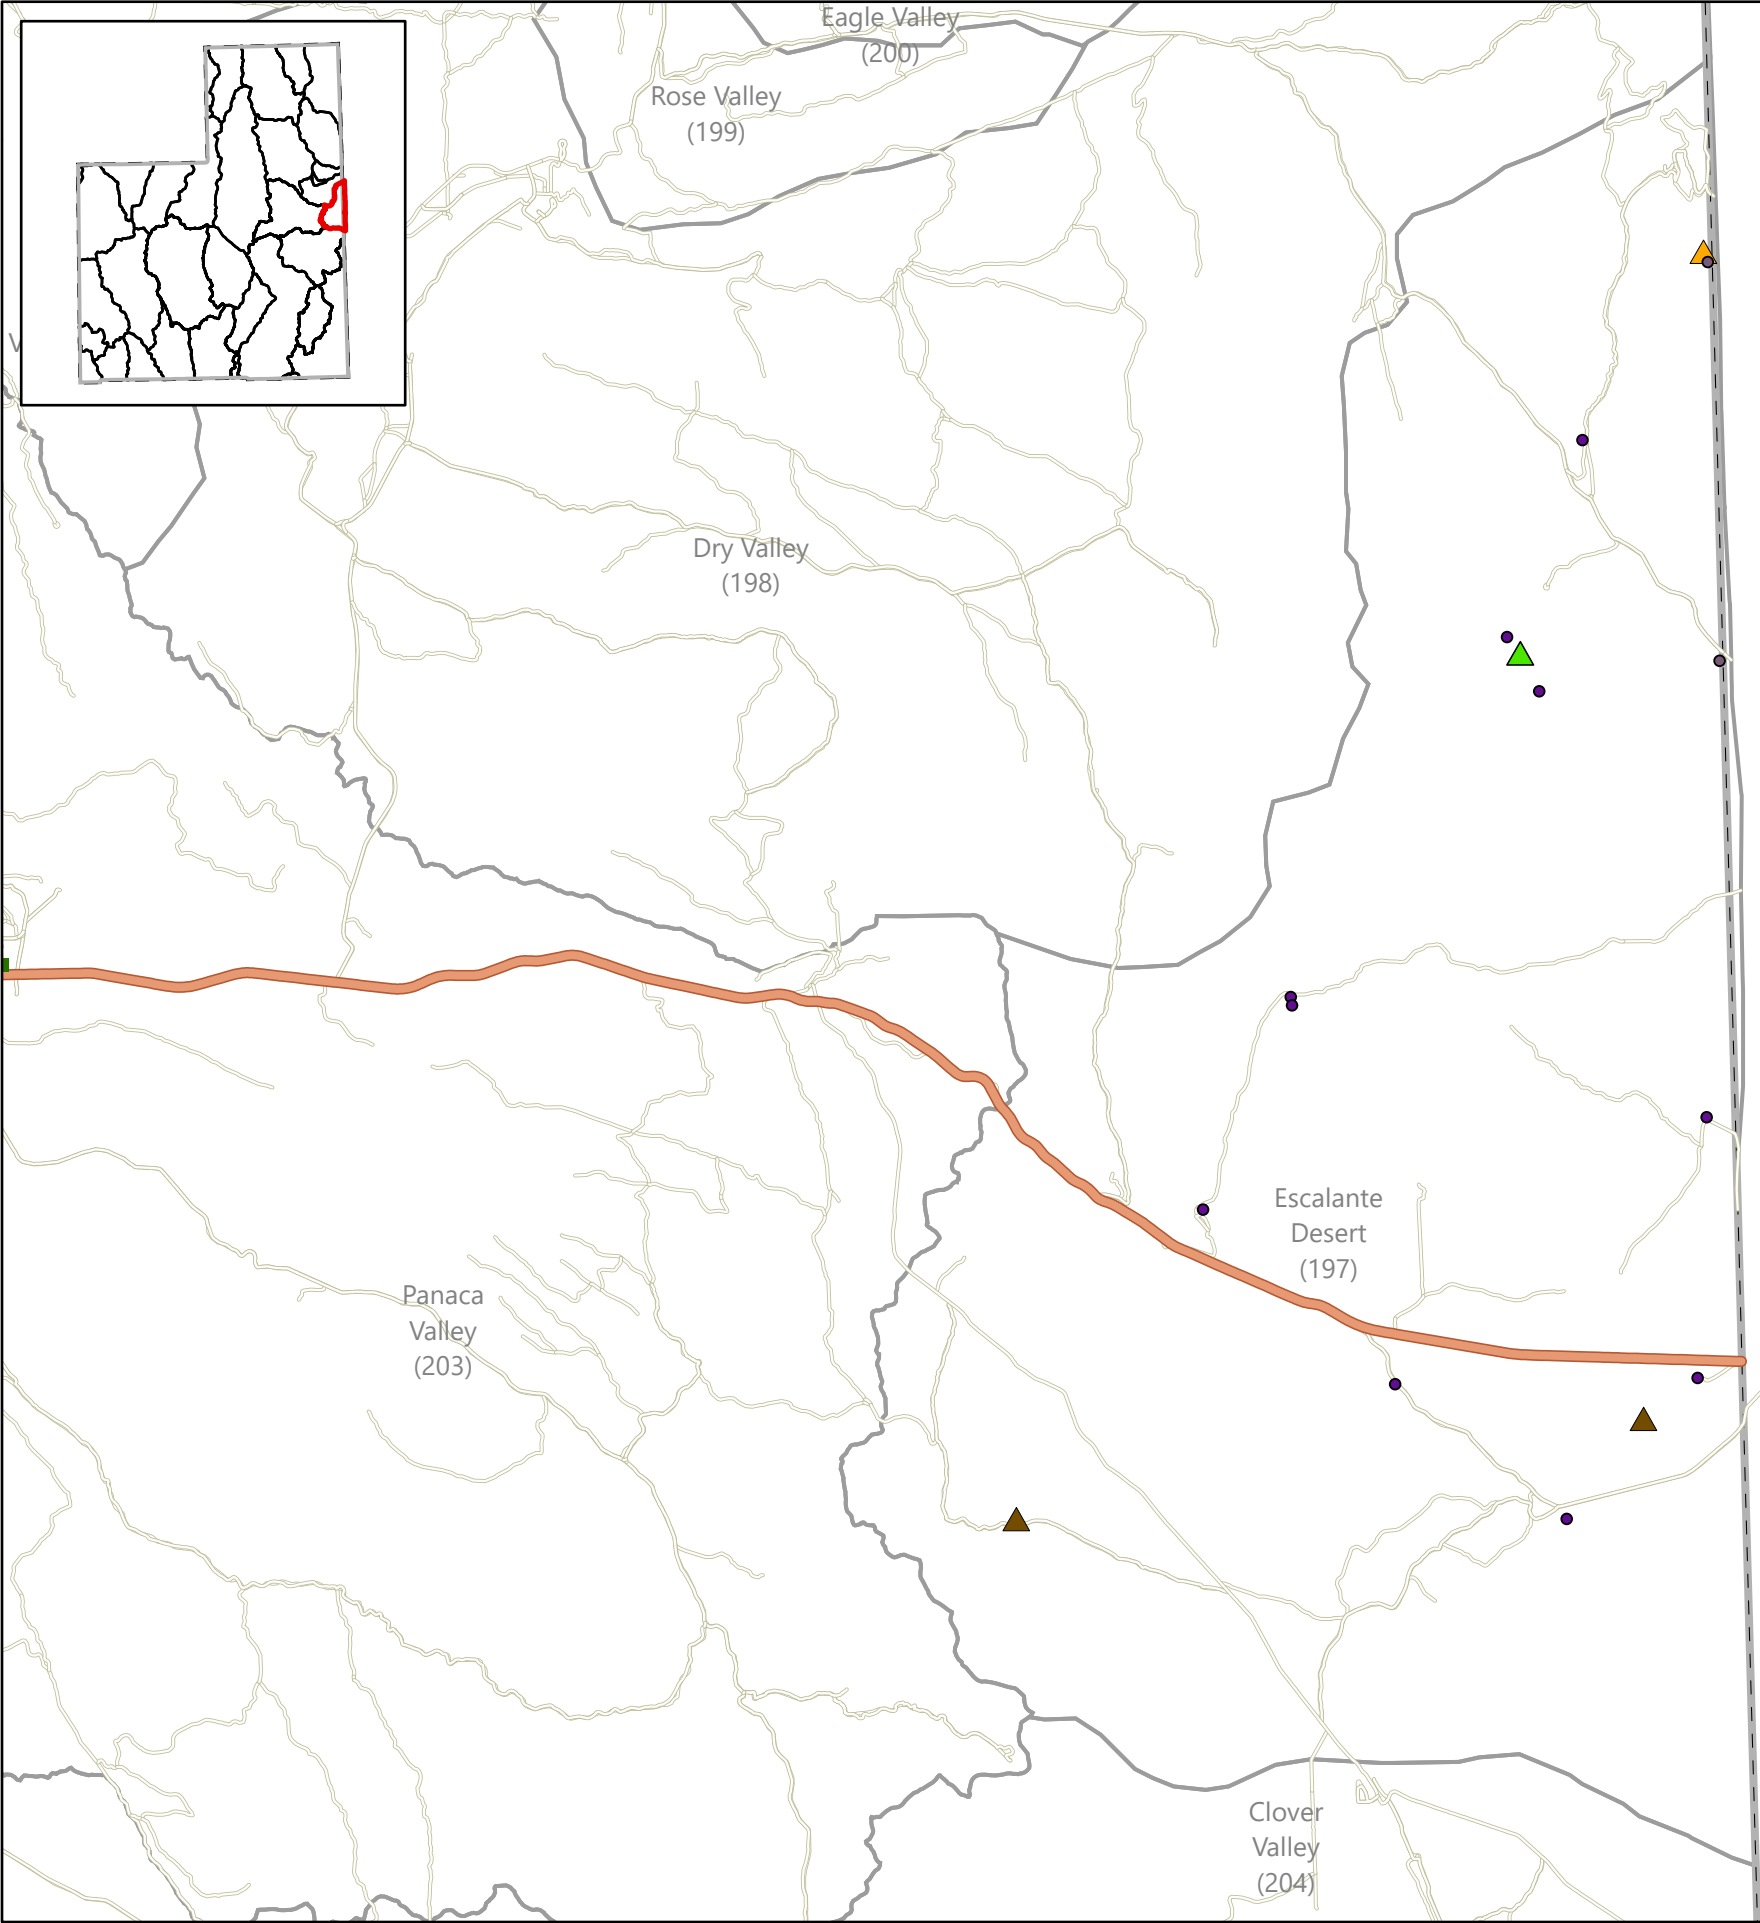 Eagle Valley
(200)
Rose Valley
(199)
Dry Valley
(198)
Escalante
Desert
(197)
Panaca
Valley
(203)
Clover
Valley
(204)